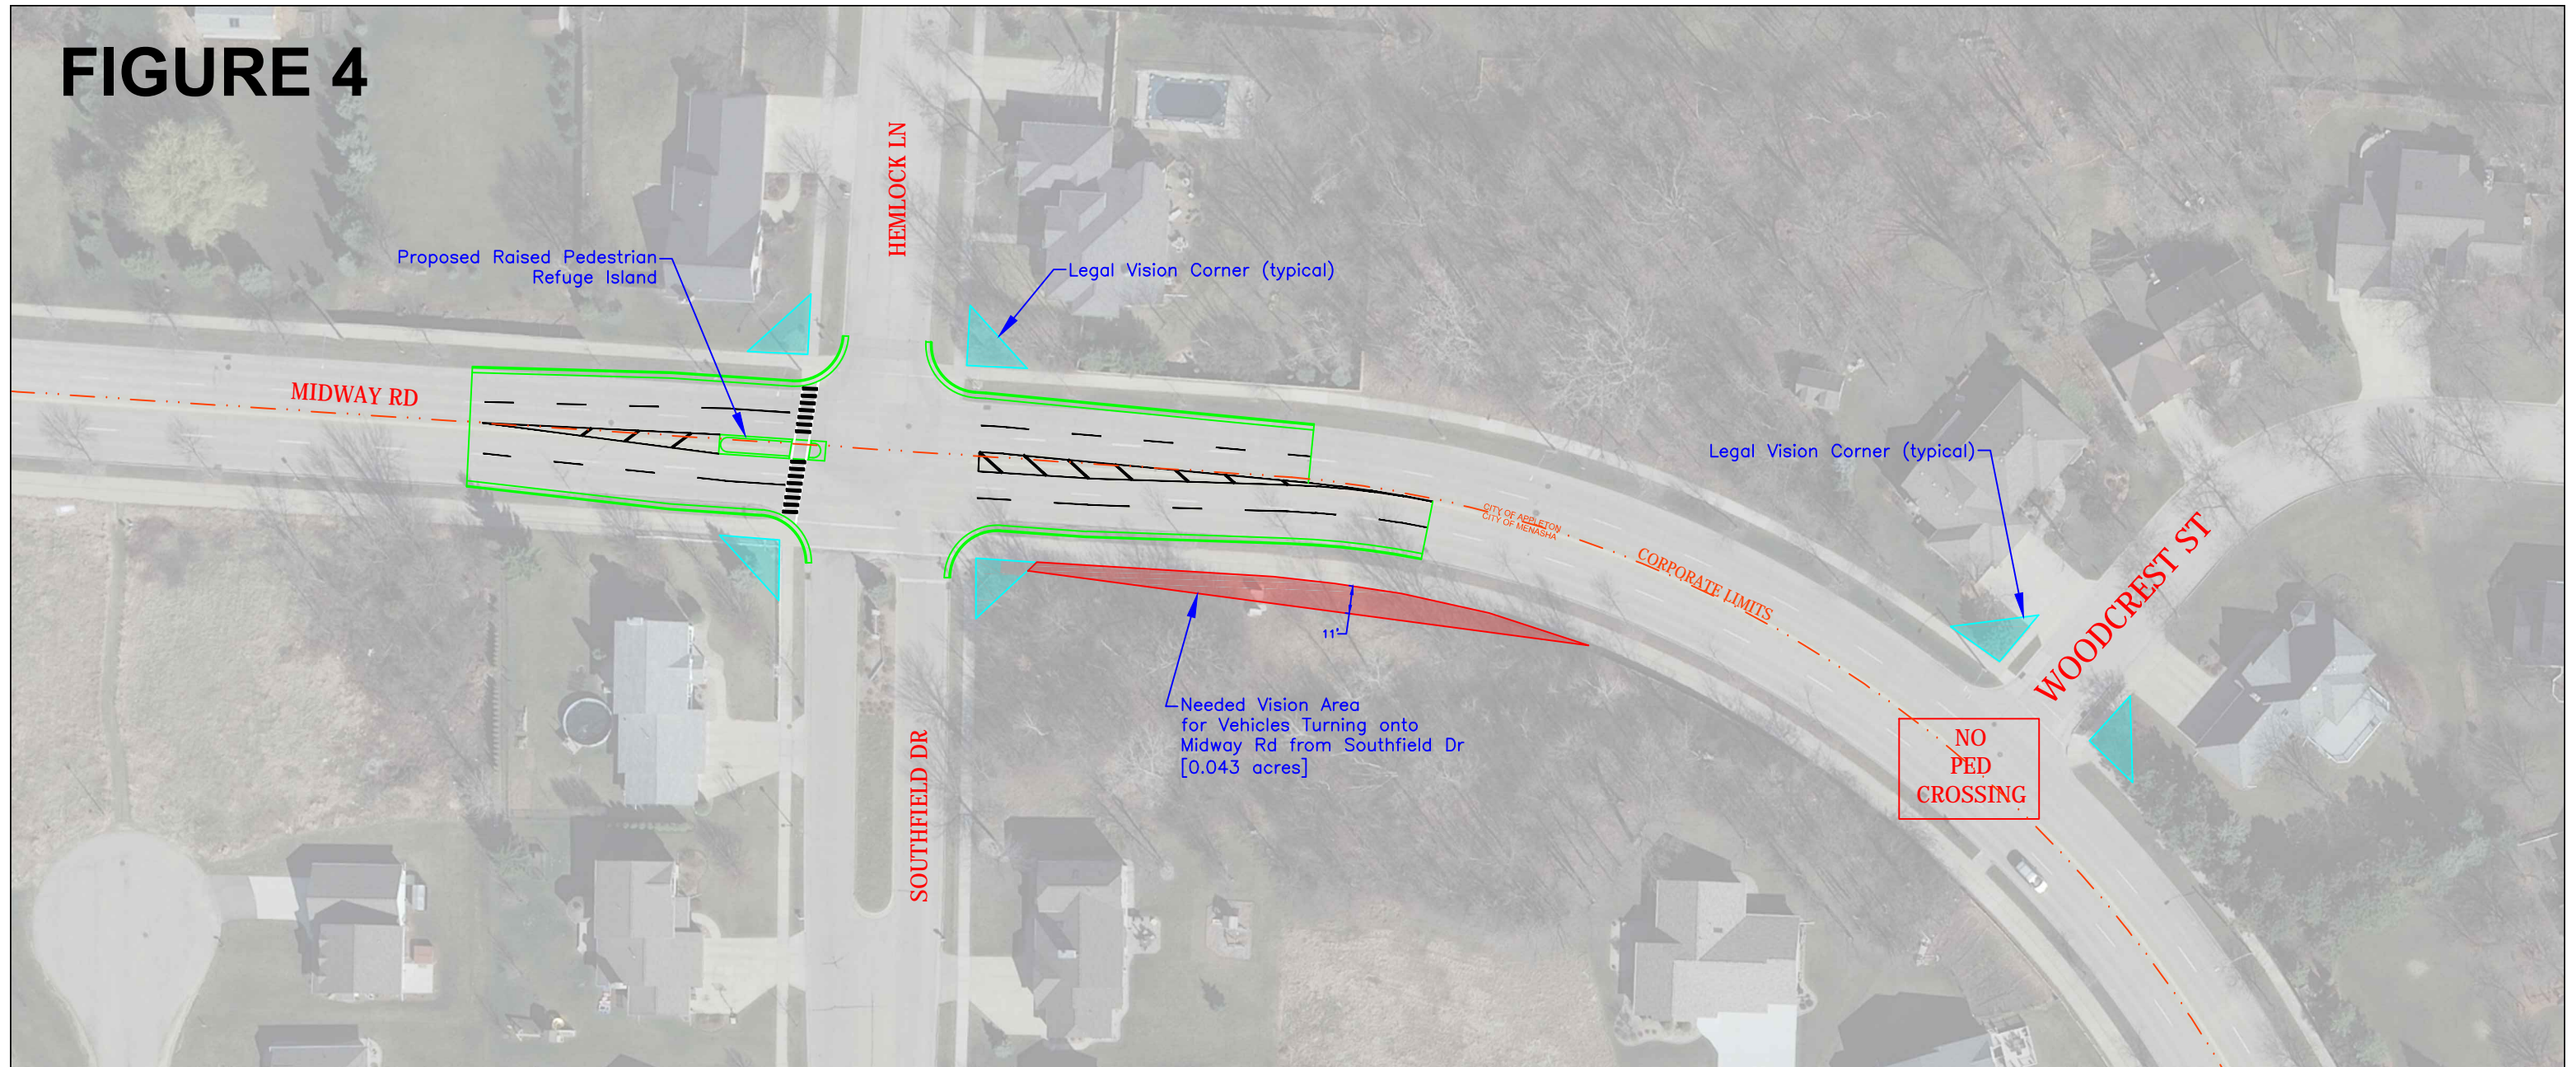 FIGURE 4
HEMLOCK LN
Proposed Raised Pedestrian
Refuge Island
Legal Vision Corner (typical)
MIDWAY RD
Legal Vision Corner (typical)
CITY OF APPLETON
CITY OF MENASHA
CORPORATE LIMITS
WOODCREST ST
11'
Needed Vision Area
for Vehicles Turning onto
Midway Rd from Southfield Dr
[0.043 acres]
SOUTHFIELD DR
NO
PED
CROSSING